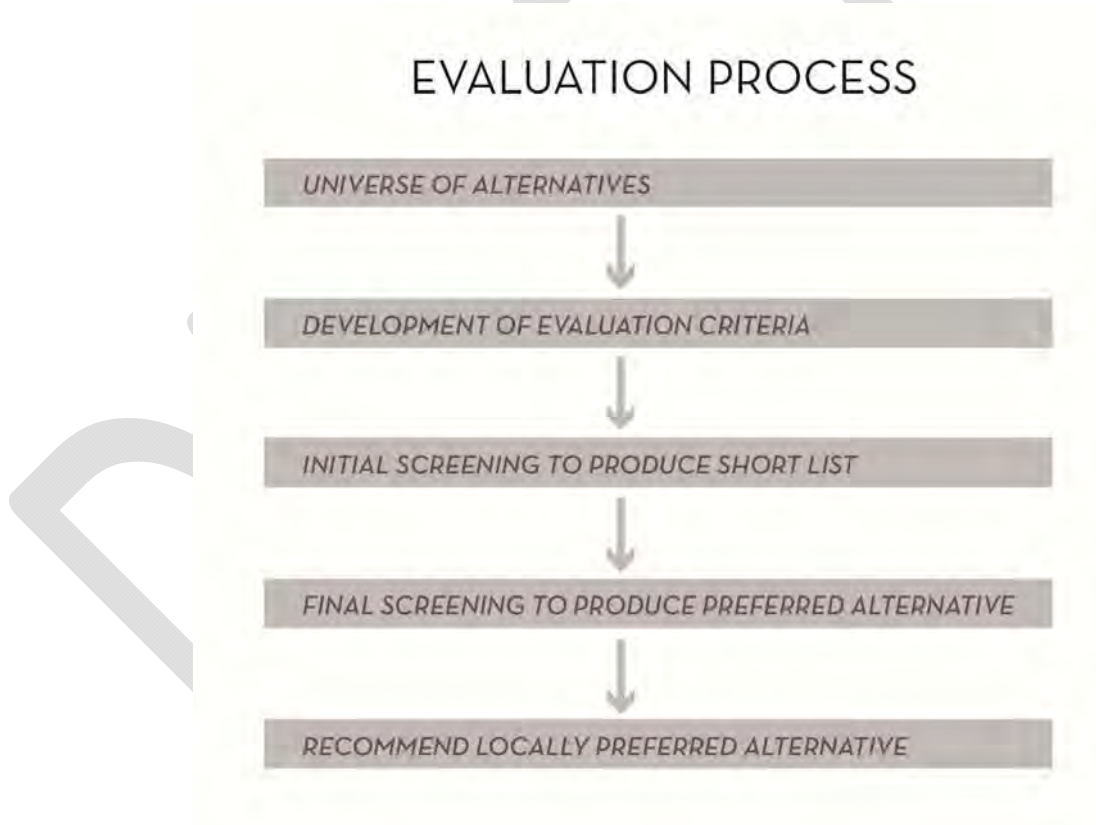 EVALUATION PROCESS
UNIVERSE OF ALTERNATIVES
DEVELOPMENT OF EVALUATION CRITERIA
INITIAL SCREENING TO PRODUCE SHORT LIST
FINAL SCREENING TO PRODUCE PREFERRED ALTERNATIVE
RECOMMEND LOCALLY PREFERRED ALTERNATIVE